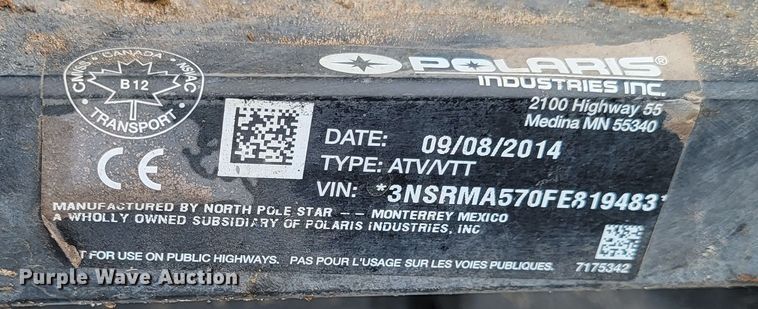 POLARIS®
INDUSTRIES INC.
2100 Highway 55
Medina MN 55340
CANADA
B12
TRANSPORT
CE
DATE: 09/08/2014
TYPE: ATV/VTT
VIN: *3NSRMA570FE819483*
MANUFACTURED BY NORTH POLE STAR -- MONTERREY MEXICO
A WHOLLY OWNED SUBSIDIARY OF POLARIS INDUSTRIES, INC
FOR USE ON PUBLIC HIGHWAYS. PAS POUR L'USAGE SUR LES VOIES PUBLIQUES
7175342
Purple Wave Auction